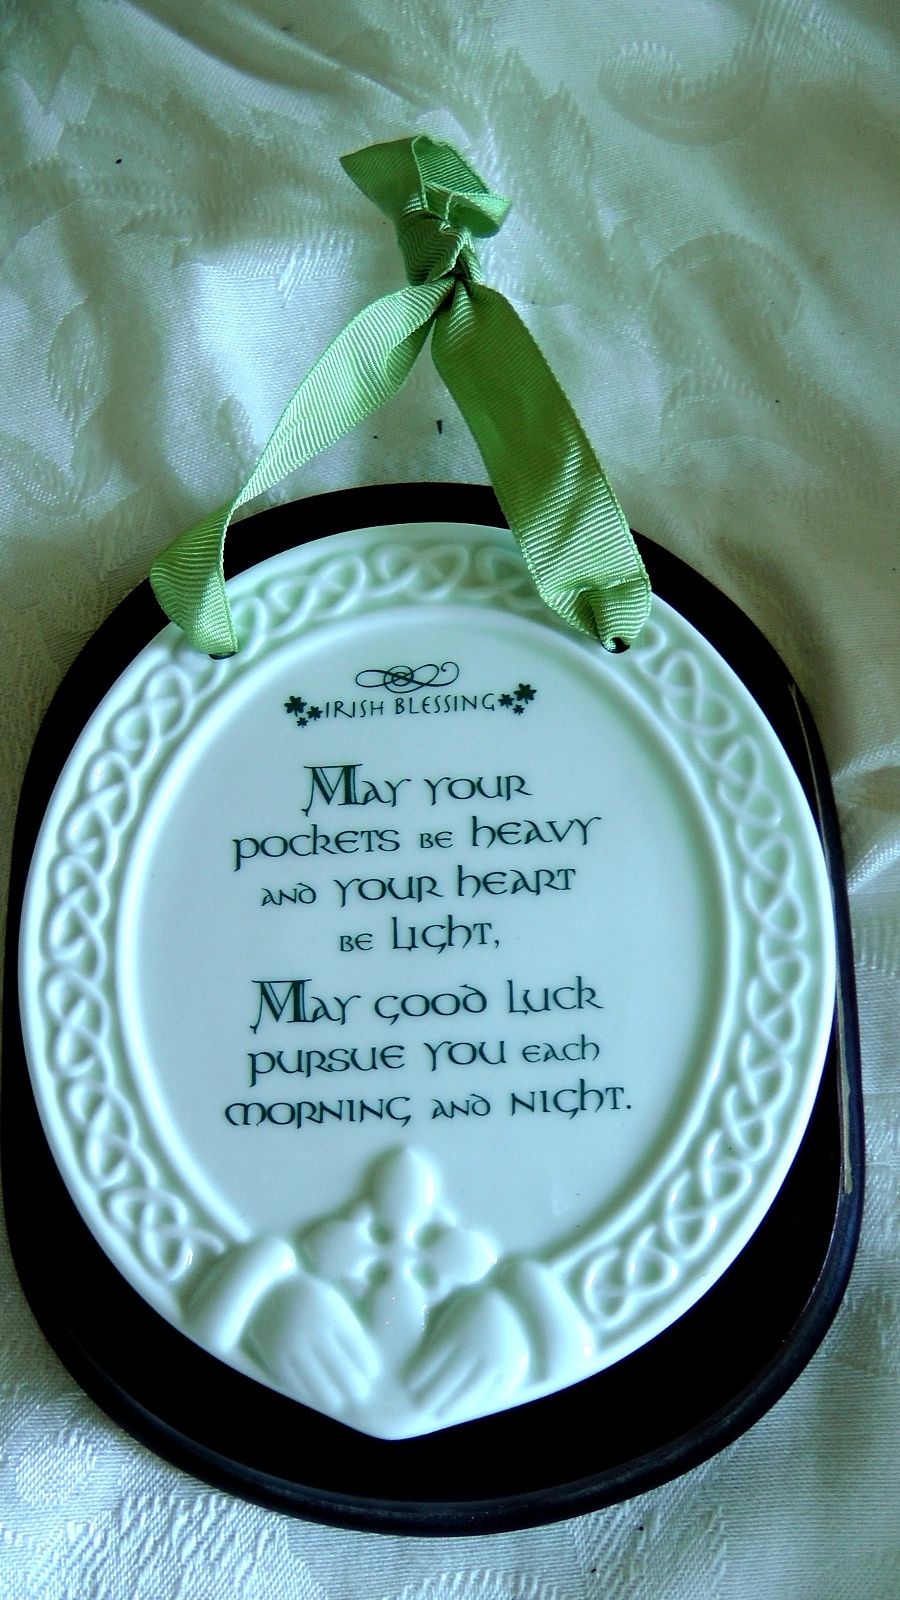 IRISH BLESSING
May your
pockets be heavy
and your heart
be light,
May good luck
pursue you each
morning and night.